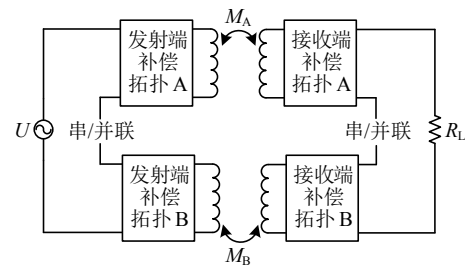 M_A
发射端
补偿
拓扑 A
接收端
补偿
拓扑 A
U
串/并联
串/并联
R_L
发射端
补偿
拓扑 B
接收端
补偿
拓扑 B
M_B